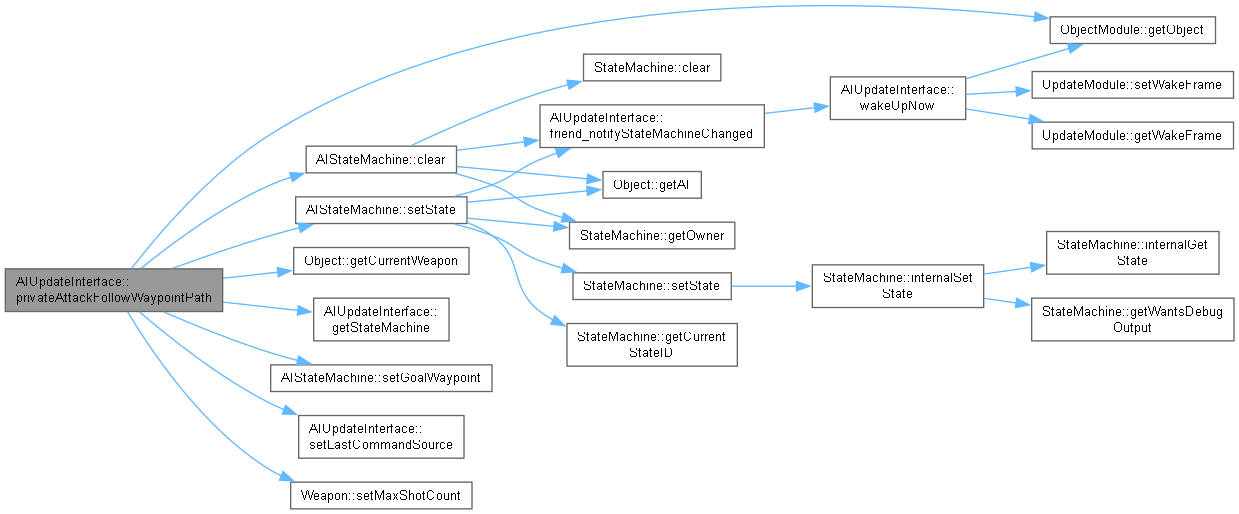 AIUpdateInterface::
privateAttackFollowWaypointPath
AIStateMachine::clear
AIStateMachine::setState
Object::getCurrentWeapon
AIUpdateInterface::
getStateMachine
AIStateMachine::setGoalWaypoint
AIUpdateInterface::
setLastCommandSource
Weapon::setMaxShotCount
StateMachine::clear
AIUpdateInterface::
friend_notifyStateMachineChanged
Object::getAI
StateMachine::getOwner
StateMachine::setState
StateMachine::getCurrent
StateID
AIUpdateInterface::
wakeUpNow
StateMachine::internalSet
State
ObjectModule::getObject
UpdateModule::setWakeFrame
UpdateModule::getWakeFrame
StateMachine::internalGet
State
StateMachine::getWantsDebug
Output